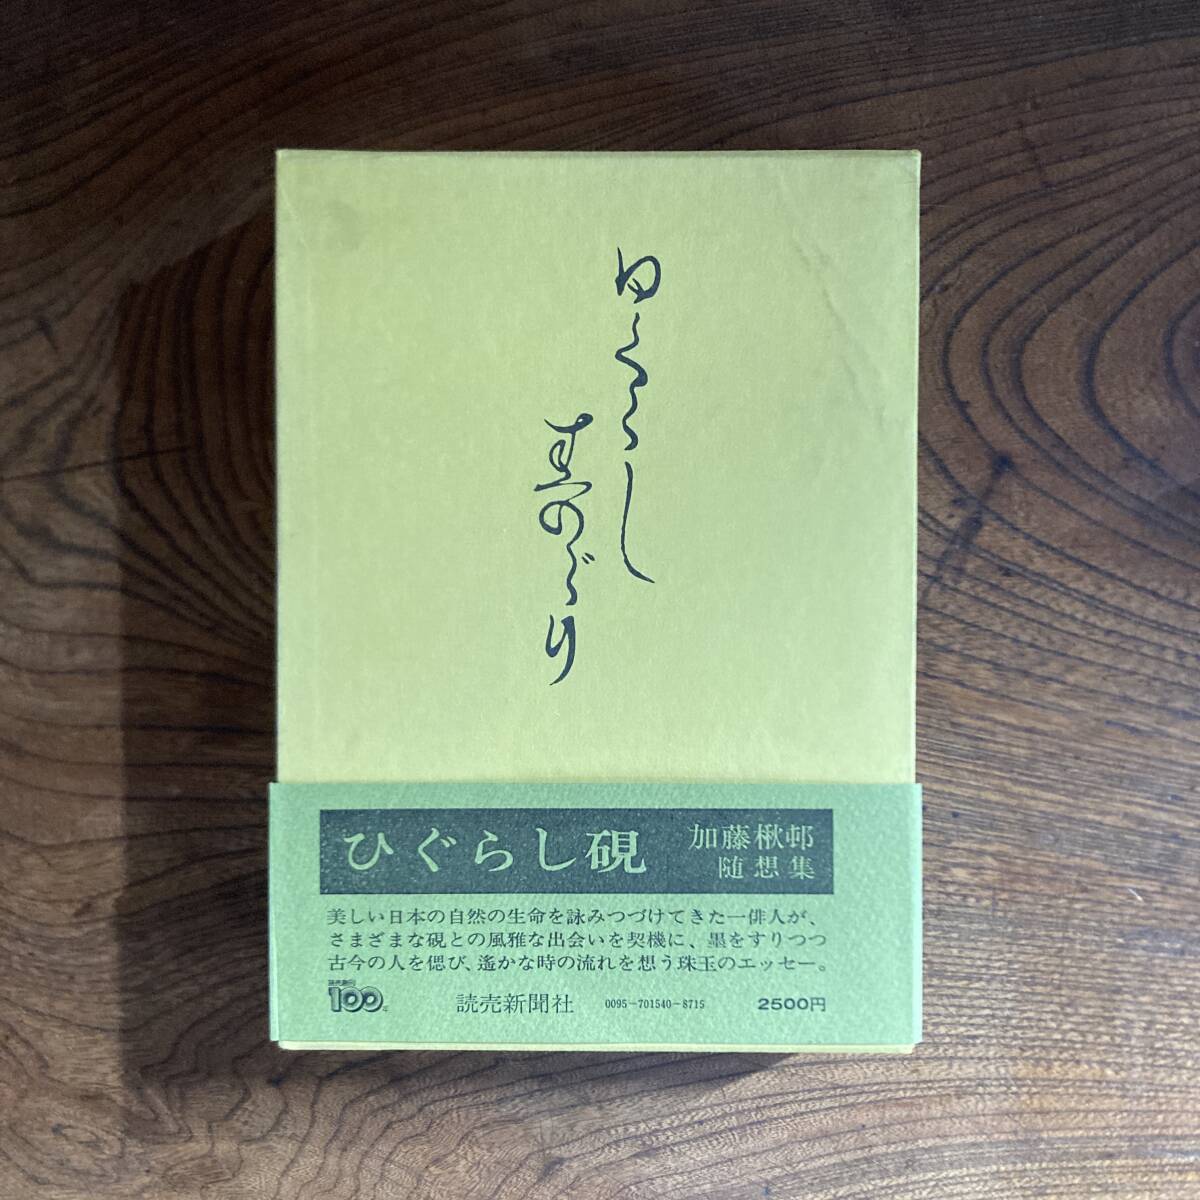 ひぐらし
すゞり
ひぐらし硯
加藤楸邨
随想集
美しい日本の自然の生命を詠みつづけてきた一俳人が、
さまざまな硯との風雅な出会いを契機に、墨をすりつつ
古今の人を偲び、遙かな時の流れを想う珠玉のエッセー。
100年
読売新聞社
0095-701540-8715
2500円